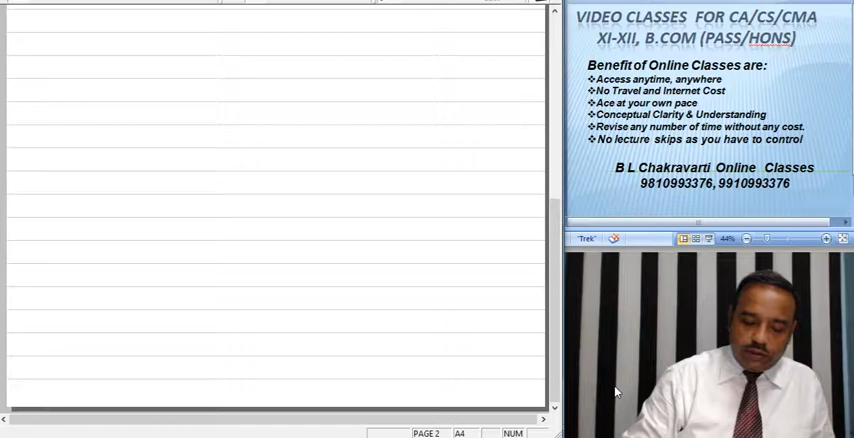 VIDEO CLASSES FOR CA/CS/CMA
XI-XII, B.COM (PASS/HONS)
Benefit of Online Classes are:
❖Access anytime, anywhere
❖No Travel and Internet Cost
❖Ace at your own pace
❖Conceptual Clarity & Understanding
❖Revise any number of time without any cost.
❖No lecture skips as you have to control
B L Chakravarti Online Classes
9810993376, 9910993376
"Trek"
44%
PAGE 2 A4 NUM